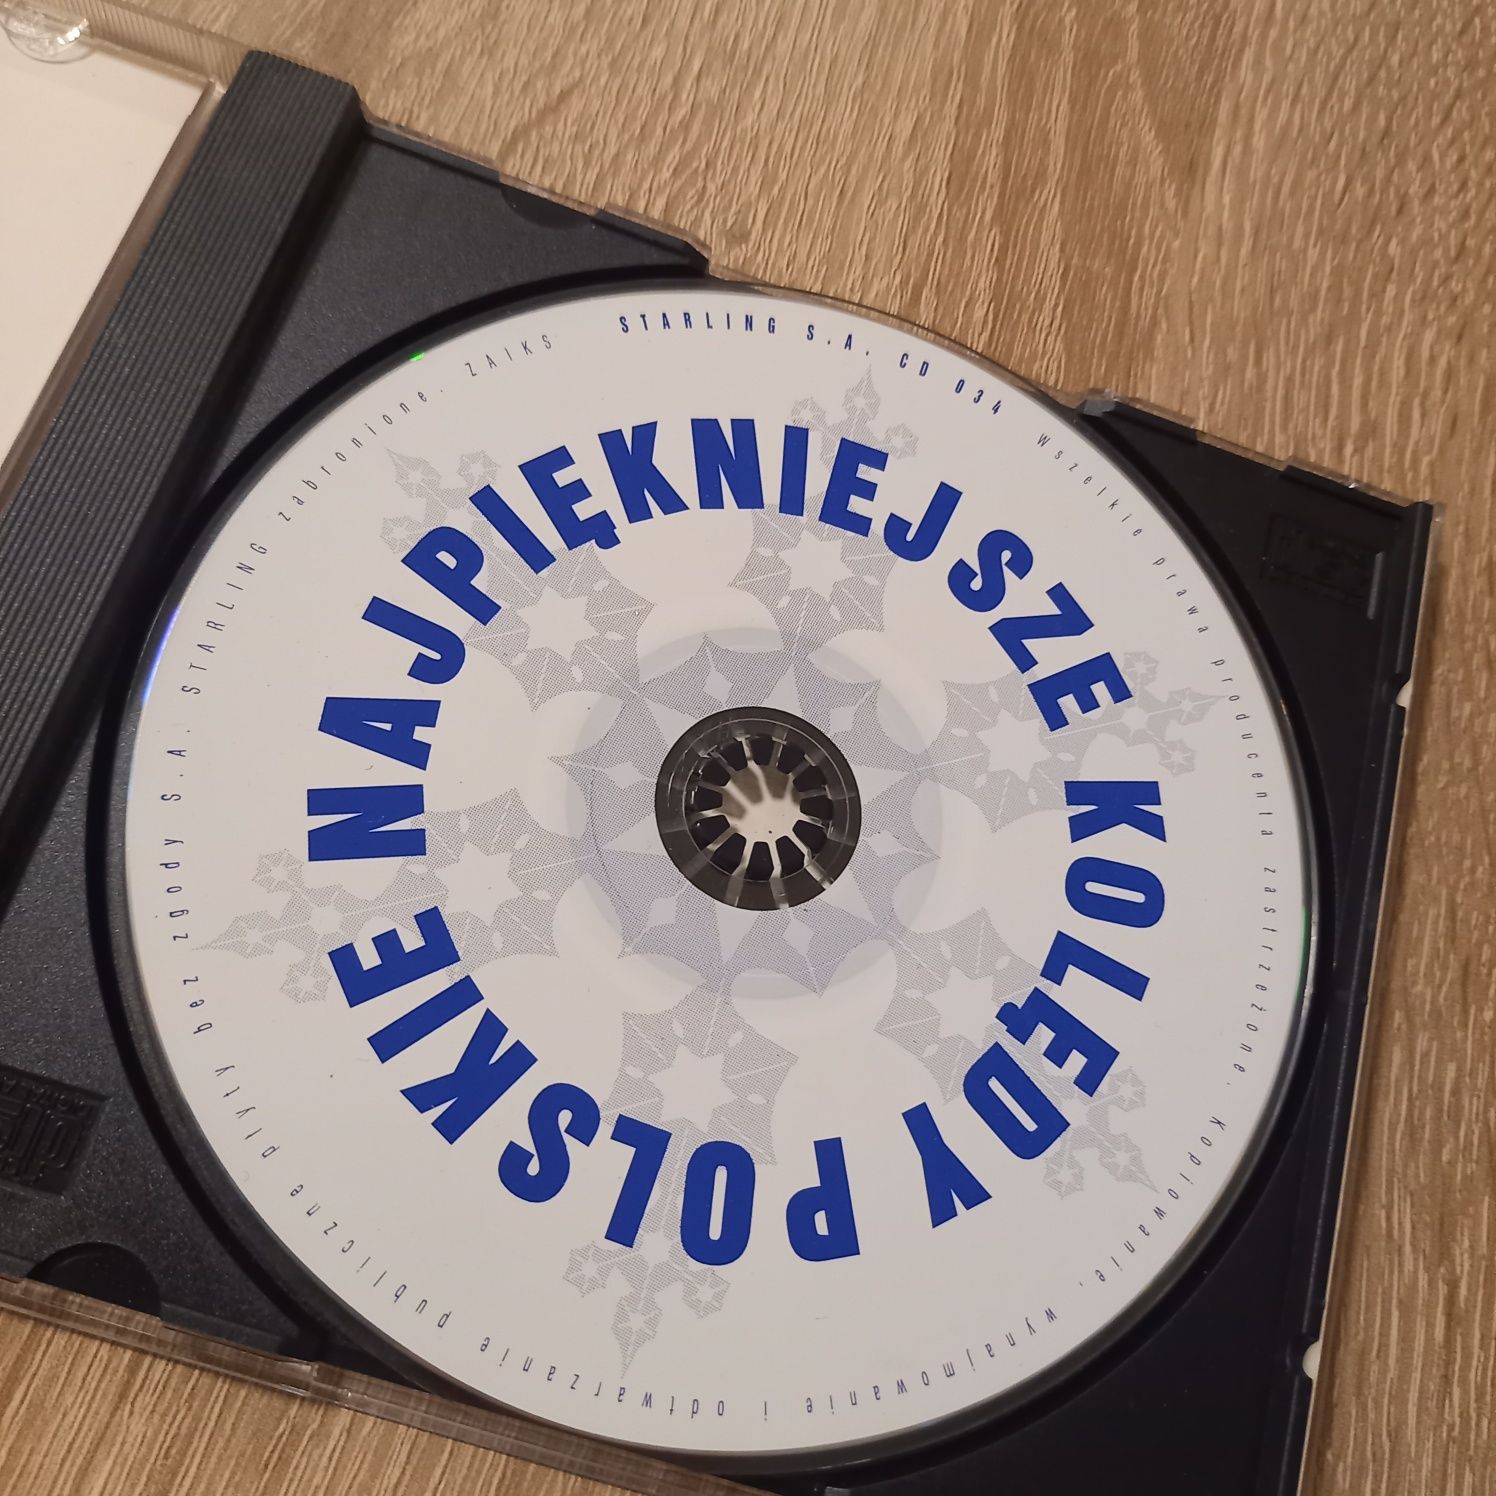 NAJPIĘKNIEJSZE KOLĘDY POLSKIE
STARLING S.A. CD 034 Wszelkie prawa producenta zastrzeżone. Kopiowanie, wynajmowanie i odtwarzanie publiczne płyty bez zgody S.A. STARLING zabronione. ZAIKS